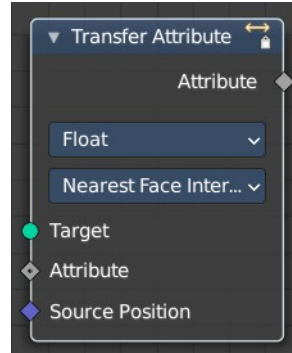 Transfer Attribute
Attribute
Float
Nearest Face Inter...
Target
Attribute
Source Position